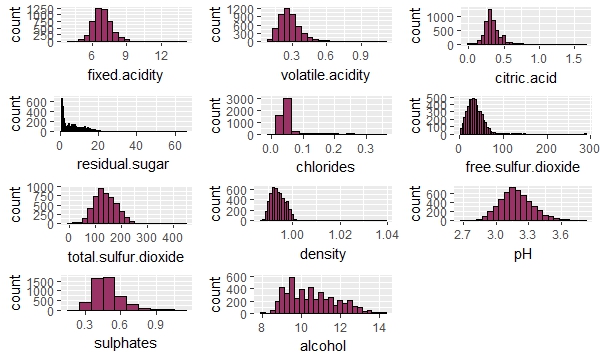 count 1250 1000 750 500 250 0
6 9 12
fixed.acidity
count 1200 900 600 300 0
0.3 0.6 0.9
volatile.acidity
count 1000 500 0
0.0 0.5 1.0 1.5
citric.acid
count 600 400 200 0
0 20 40 60
residual.sugar
count 3000 2000 1000 0
0.0 0.1 0.2 0.3
chlorides
count 500 400 300 200 100 0
0 100 200 300
free.sulfur.dioxide
count 1000 750 500 250 0
0 100 200 300 400
total.sulfur.dioxide
count 600 400 200 0
1.00 1.02 1.04
density
count 600 400 200 0
2.7 3.0 3.3 3.6
pH
count 1500 1000 500 0
0.3 0.6 0.9
sulphates
count 600 400 200 0
8 10 12 14
alcohol